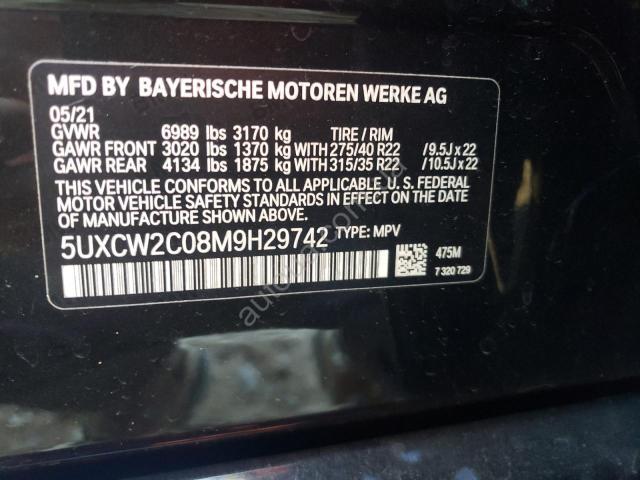 MFD BY BAYERISCHE MOTOREN WERKE AG
05/21
GVWR 6989 lbs 3170 kg TIRE / RIM
GAWR FRONT 3020 lbs 1370 kg WITH 275/40 R22 /9.5J x 22
GAWR REAR 4134 lbs 1875 kg WITH 315/35 R22 /10.5J x 22
THIS VEHICLE CONFORMS TO ALL APPLICABLE U. S. FEDERAL
MOTOR VEHICLE SAFETY STANDARDS IN EFFECT ON THE DATE OF
MANUFACTURE SHOWN ABOVE.
5UXCW2C08M9H29742 TYPE: MPV
475M
7 320 729